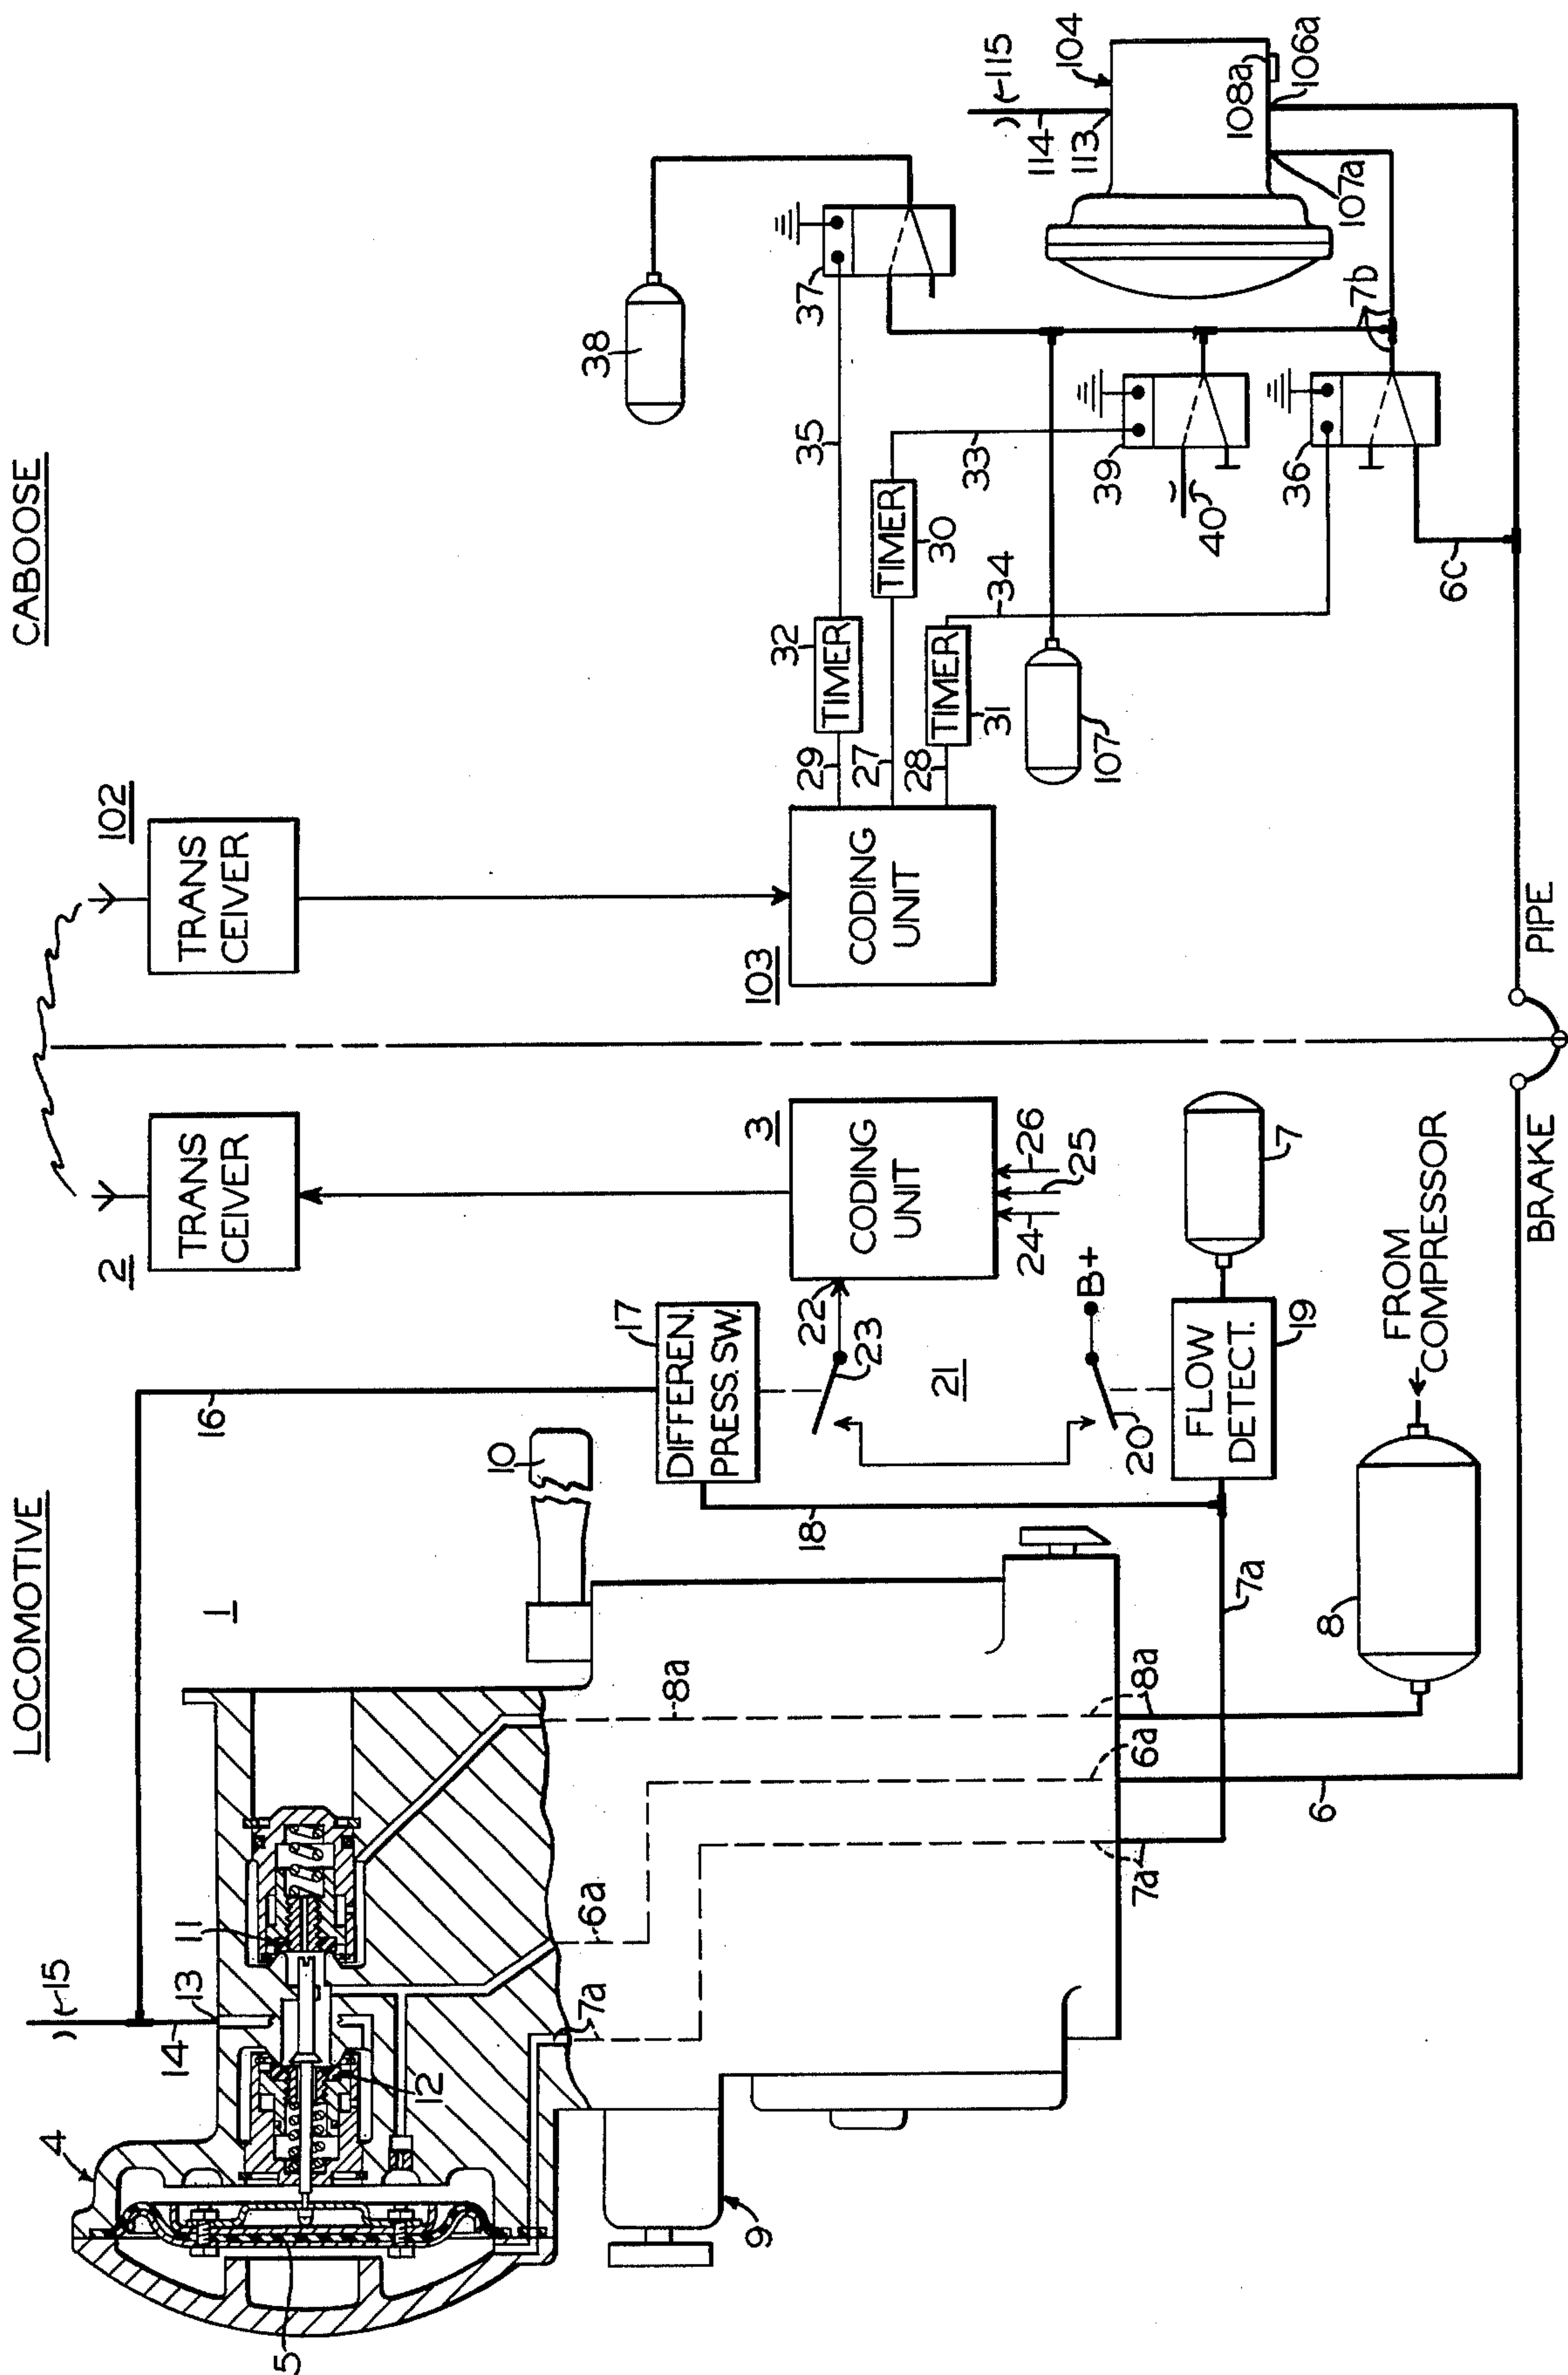 LOCOMOTIVE
CABOOSE
1
2
TRANS
CEIVER
102
TRANS
CEIVER
4
5
14
13
15
16
11
12
10
9
7a
6a
8a
7a
6a
8a
6
7a
17
DIFFEREN.
PRESS. SW.
18
22
23
21
20
B+
FLOW
DETECT.
19
3
CODING
UNIT
24
26
25
7
8
FROM
COMPRESSOR
BRAKE
PIPE
103
CODING
UNIT
29
27
28
32
TIMER
TIMER
30
TIMER
31
35
33
34
38
37
39
40
36
107
6C
7b
104
115
114
113
108a
106a
107a